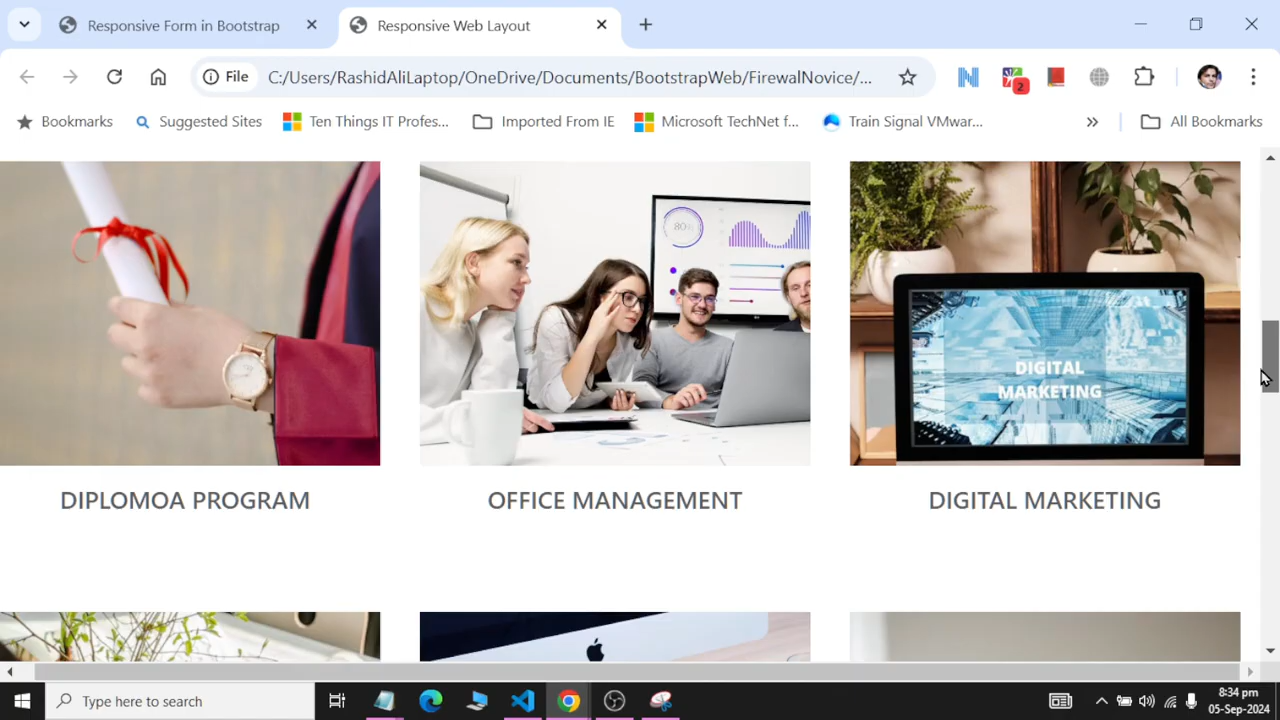 Responsive Form in Bootstrap
Responsive Web Layout
File
C:/Users/RashidAliLaptop/OneDrive/Documents/BootstrapWeb/FirewalNovice/...
2
Bookmarks
Suggested Sites
Ten Things IT Profes...
Imported From IE
Microsoft TechNet f...
Train Signal VMwar...
»
All Bookmarks
80%
DIGITAL
MARKETING
DIPLOMOA PROGRAM
OFFICE MANAGEMENT
DIGITAL MARKETING
Type here to search
8:34 pm
05-Sep-2024